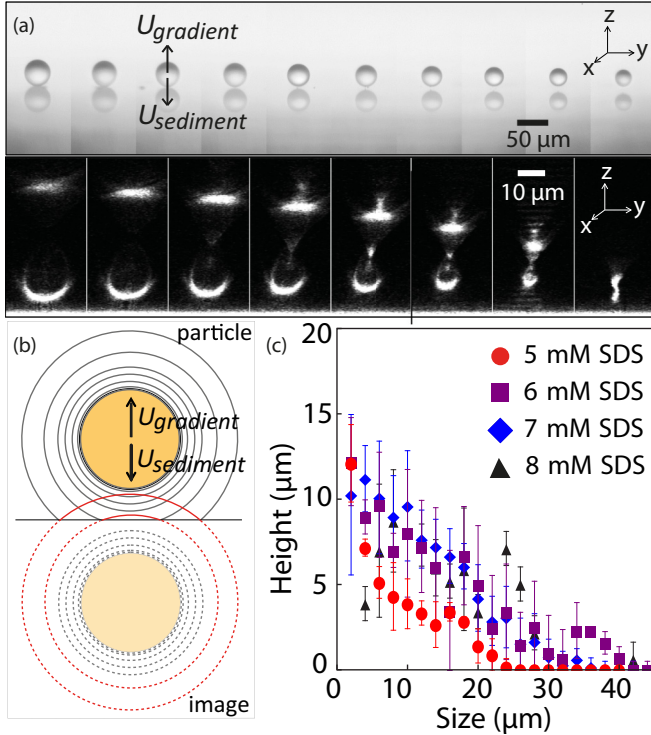 (a)
U_gradient
U_sediment
z
x
y
50 µm
10 µm
z
x
y
(b)
particle
U_gradient
U_sediment
image
(c)
5 mM SDS
6 mM SDS
7 mM SDS
8 mM SDS
Height (µm)
20
15
10
5
0
0 10 20 30 40
Size (µm)